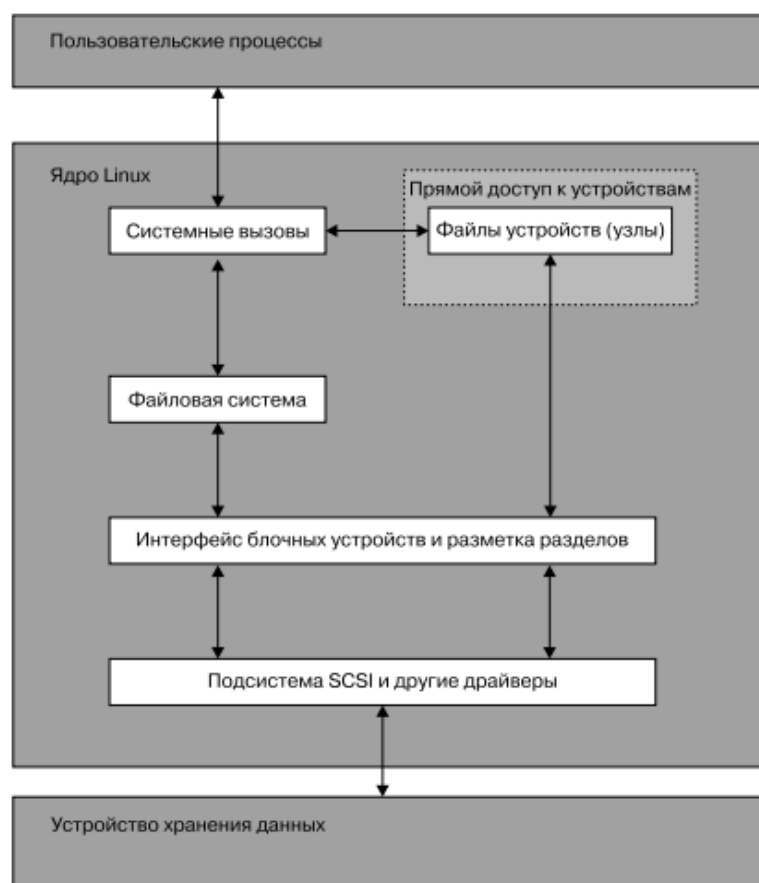 Пользовательские процессы
Ядро Linux
Прямой доступ к устройствам
Системные вызовы
Файлы устройств (узлы)
Файловая система
Интерфейс блочных устройств и разметка разделов
Подсистема SCSI и другие драйверы
Устройство хранения данных